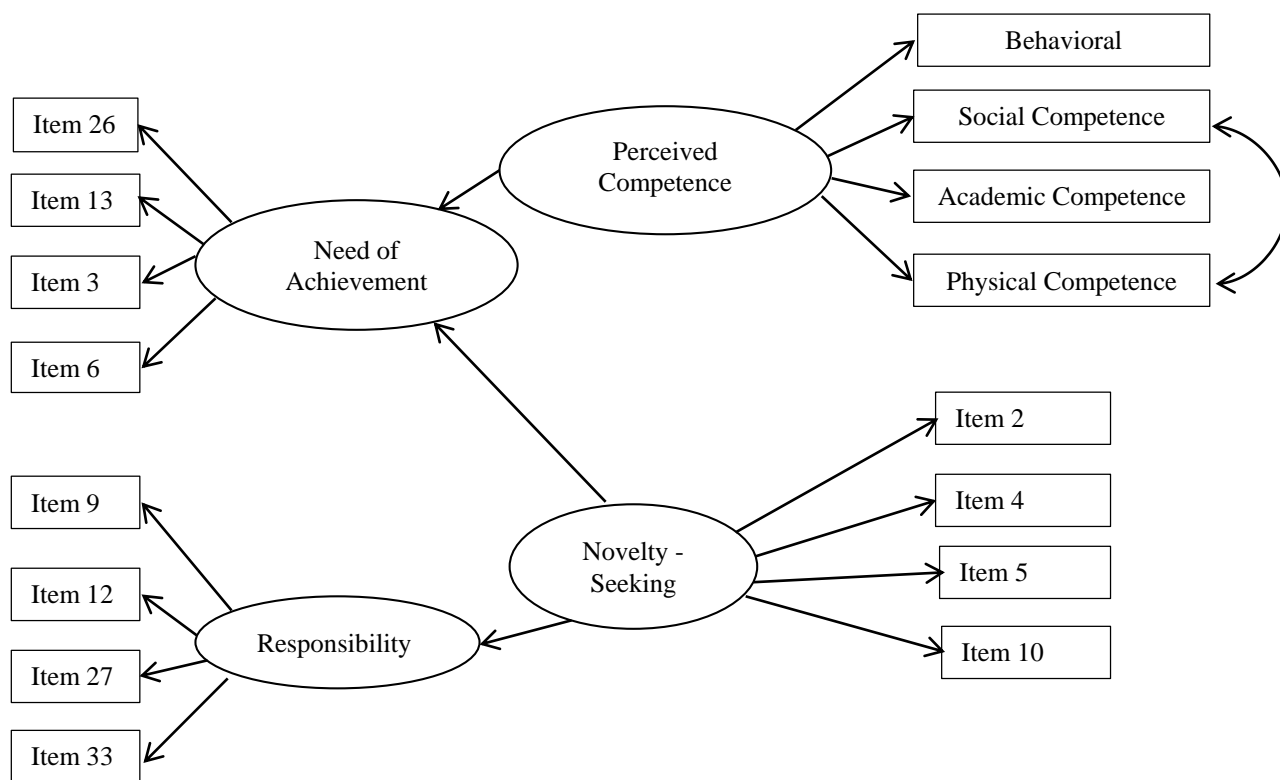 Behavioral
Social Competence
Academic Competence
Physical Competence
Perceived
Competence
Item 26
Item 13
Item 3
Item 6
Need of
Achievement
Item 2
Item 4
Item 5
Item 10
Novelty -
Seeking
Item 9
Item 12
Item 27
Item 33
Responsibility